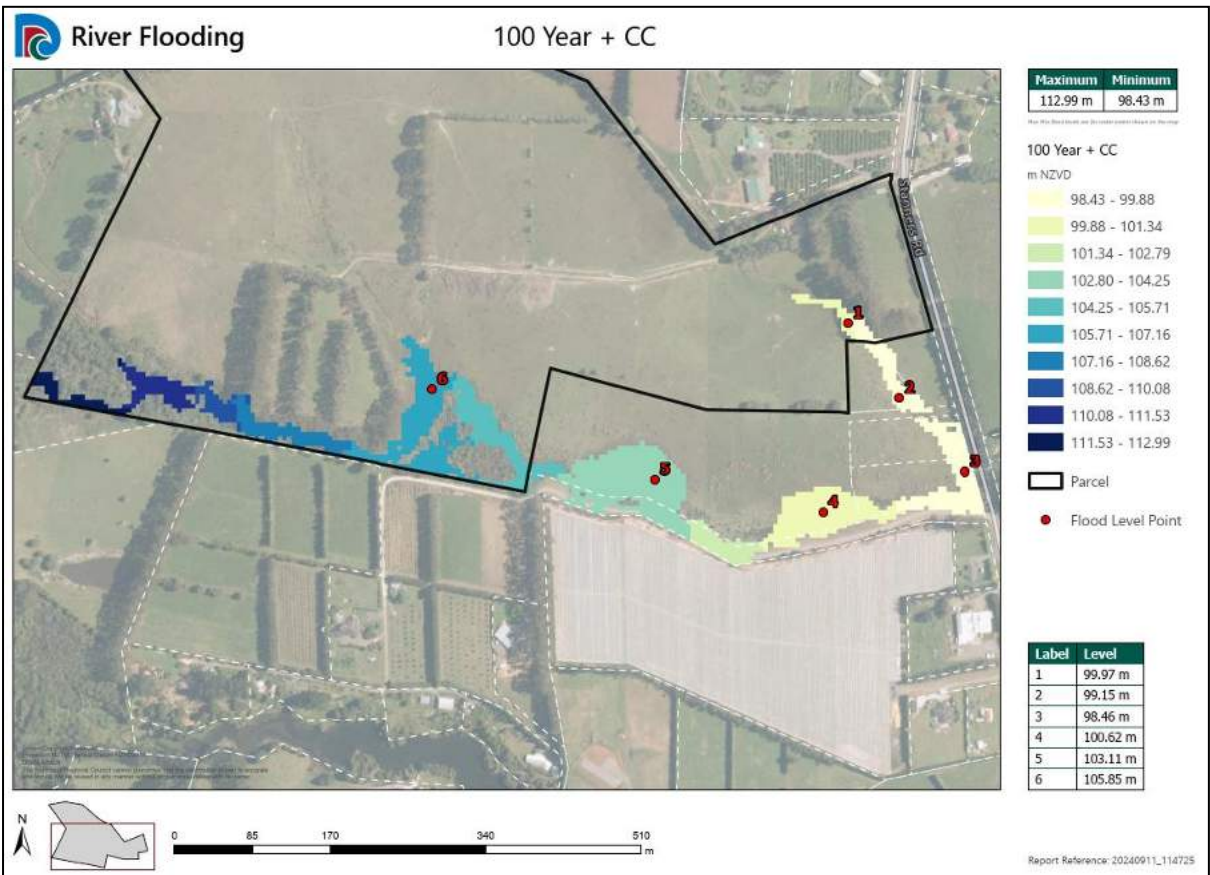 River Flooding
100 Year + CC
Maximum Minimum
112.99 m 98.43 m
100 Year + CC
m NZVD
98.43 - 99.88
99.88 - 101.34
101.34 - 102.79
102.80 - 104.25
104.25 - 105.71
105.71 - 107.16
107.16 - 108.62
108.62 - 110.08
110.08 - 111.53
111.53 - 112.99
Parcel
Flood Level Point
Stanners Rd
1
2
3
4
5
6
Label Level
1 99.97 m
2 99.15 m
3 98.46 m
4 100.62 m
5 103.11 m
6 105.85 m
N
0 85 170 340 510
m
Report Reference: 20240911_114725